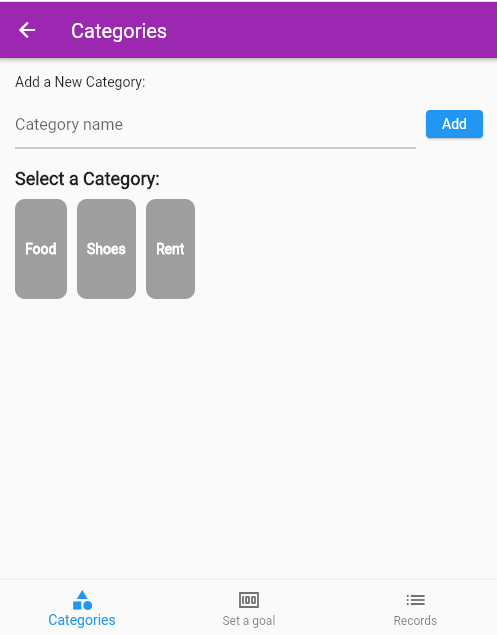 Categories
Add a New Category:
Category name
Add
Select a Category:
Food Shoes Rent
Categories Set a goal Records